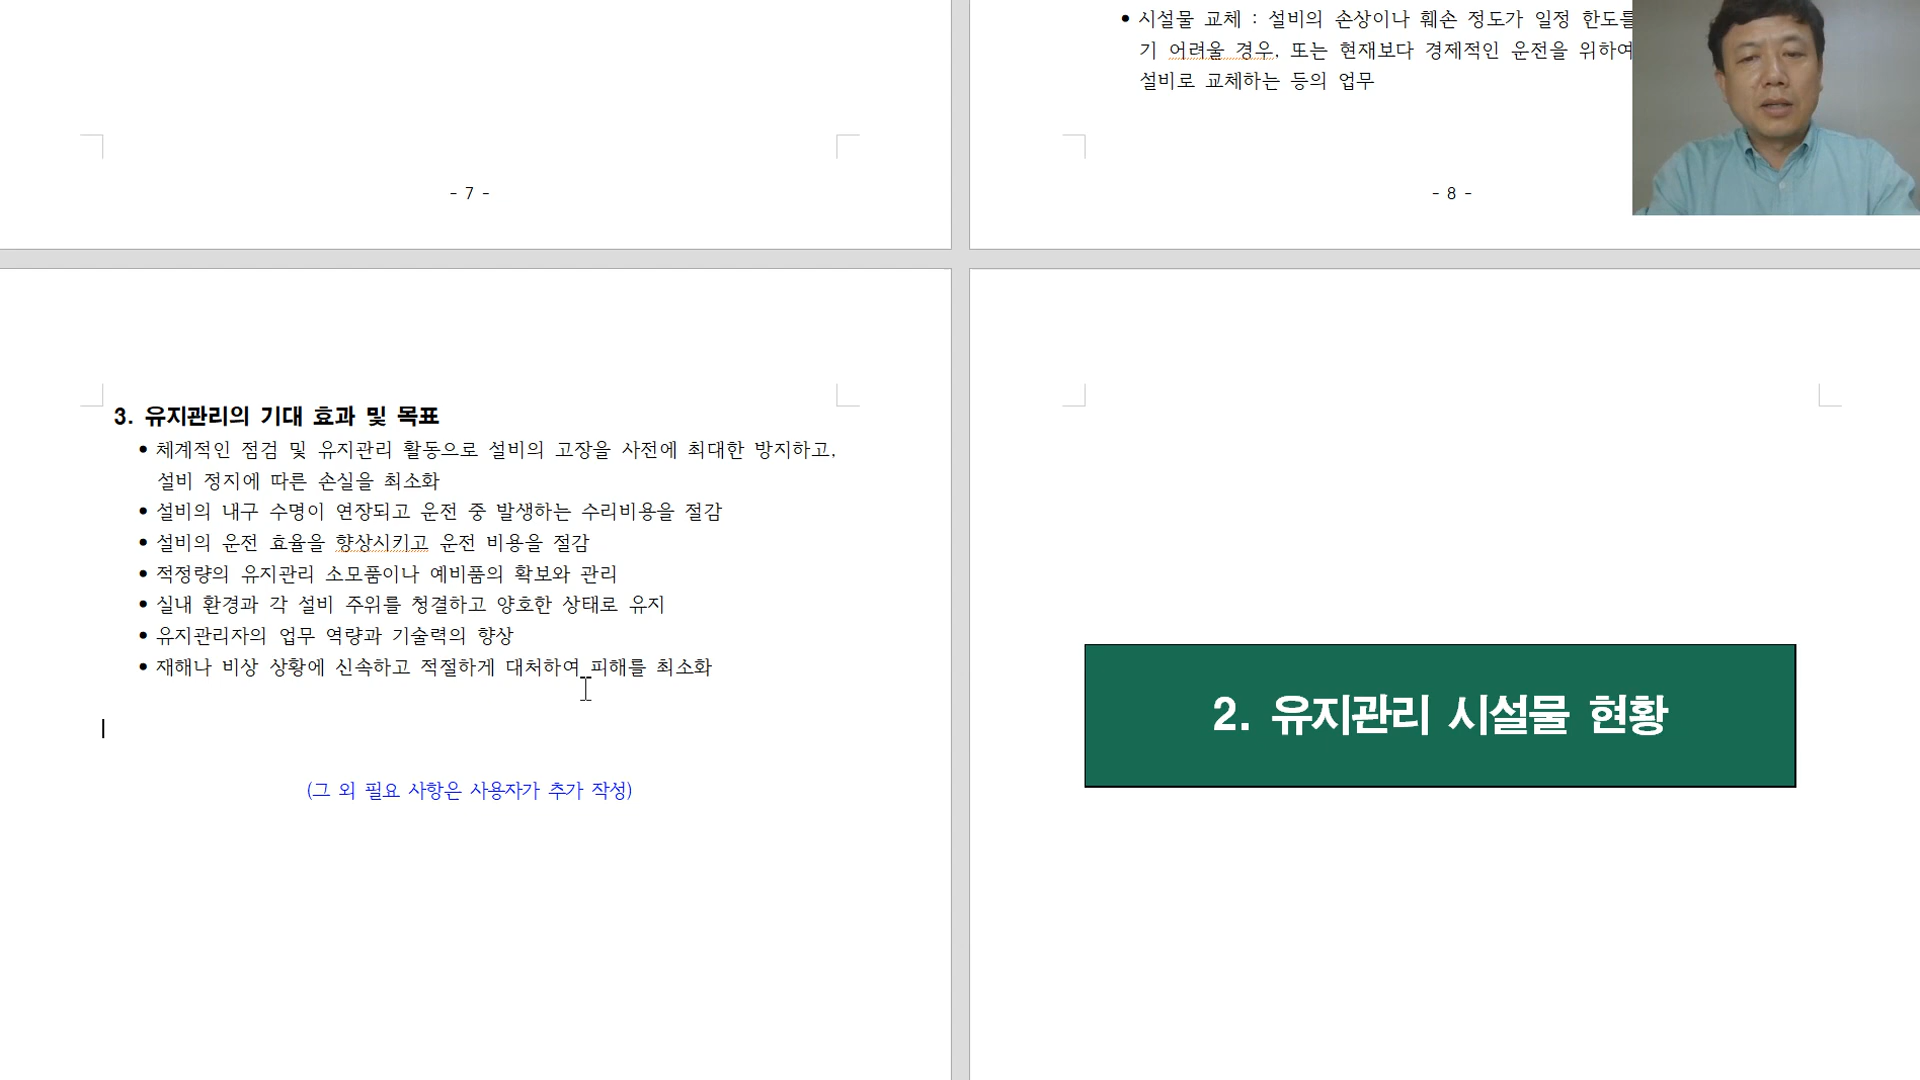 - 7 -
• 시설물 교체 : 설비의 손상이나 훼손 정도가 일정 한도를
기 어려울 경우, 또는 현재보다 경제적인 운전을 위하여
설비로 교체하는 등의 업무
- 8 -
3. 유지관리의 기대 효과 및 목표
• 체계적인 점검 및 유지관리 활동으로 설비의 고장을 사전에 최대한 방지하고,
설비 정지에 따른 손실을 최소화
• 설비의 내구 수명이 연장되고 운전 중 발생하는 수리비용을 절감
• 설비의 운전 효율을 향상시키고 운전 비용을 절감
• 적정량의 유지관리 소모품이나 예비품의 확보와 관리
• 실내 환경과 각 설비 주위를 청결하고 양호한 상태로 유지
• 유지관리자의 업무 역량과 기술력의 향상
• 재해나 비상 상황에 신속하고 적절하게 대처하여 피해를 최소화
(그 외 필요 사항은 사용자가 추가 작성)
2. 유지관리 시설물 현황